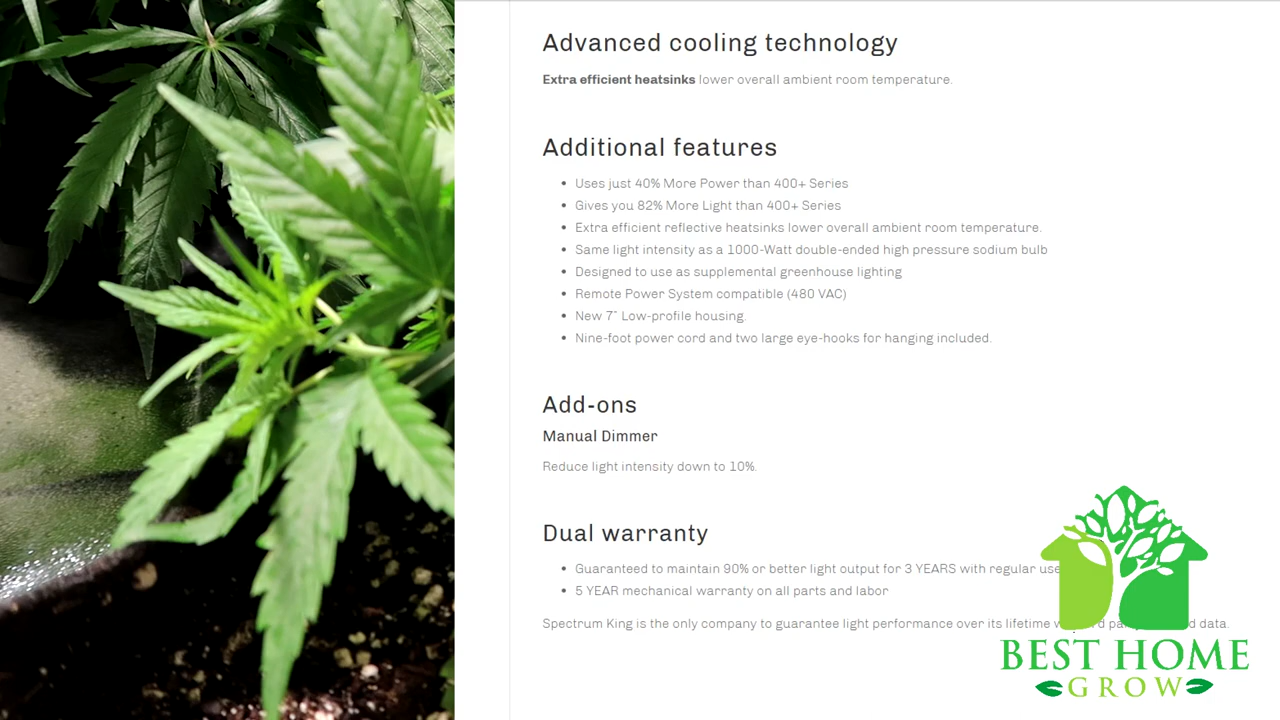 Advanced cooling technology
Extra efficient heatsinks lower overall ambient room temperature.
Additional features
Uses just 40% More Power than 400+ Series
Gives you 82% More Light than 400+ Series
Extra efficient reflective heatsinks lower overall ambient room temperature.
Same light intensity as a 1000-Watt double-ended high pressure sodium bulb
Designed to use as supplemental greenhouse lighting
Remote Power System compatible (480 VAC)
New 7" Low-profile housing.
Nine-foot power cord and two large eye-hooks for hanging included.
Add-ons
Manual Dimmer
Reduce light intensity down to 10%.
Dual warranty
Guaranteed to maintain 90% or better light output for 3 YEARS with regular use
5 YEAR mechanical warranty on all parts and labor
Spectrum King is the only company to guarantee light performance over its lifetime data.
BEST HOME
GROW